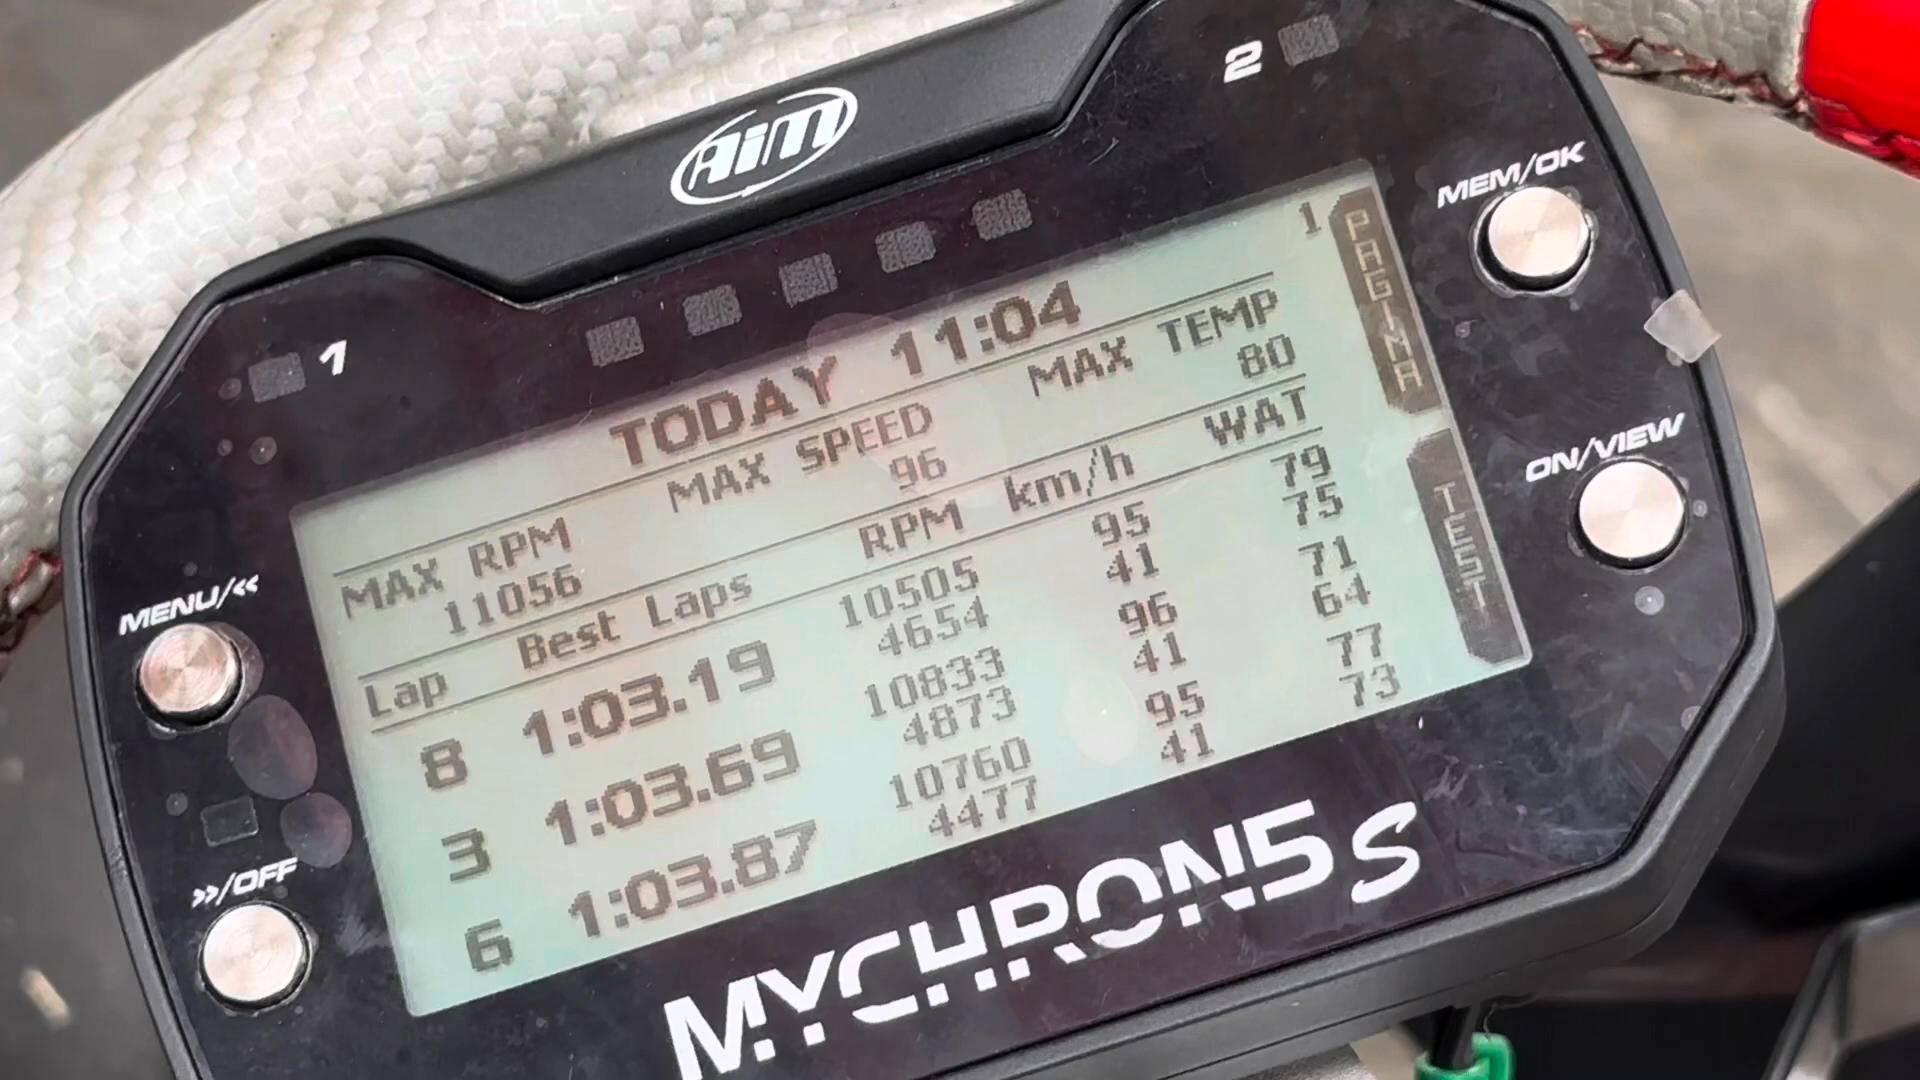 AiM
1
2
MEM/OK
ON/VIEW
MENU/<<
>>/OFF
1 PAGINA
TEST
TODAY 11:04
MAX RPM MAX SPEED MAX TEMP
11056 96 80
Lap Best Laps RPM km/h WAT
8 1:03.19 10505 95 79
4654 41 75
3 1:03.69 10833 96 71
4873 41 64
6 1:03.87 10760 95 77
4477 41 73
MYCHRON5 S